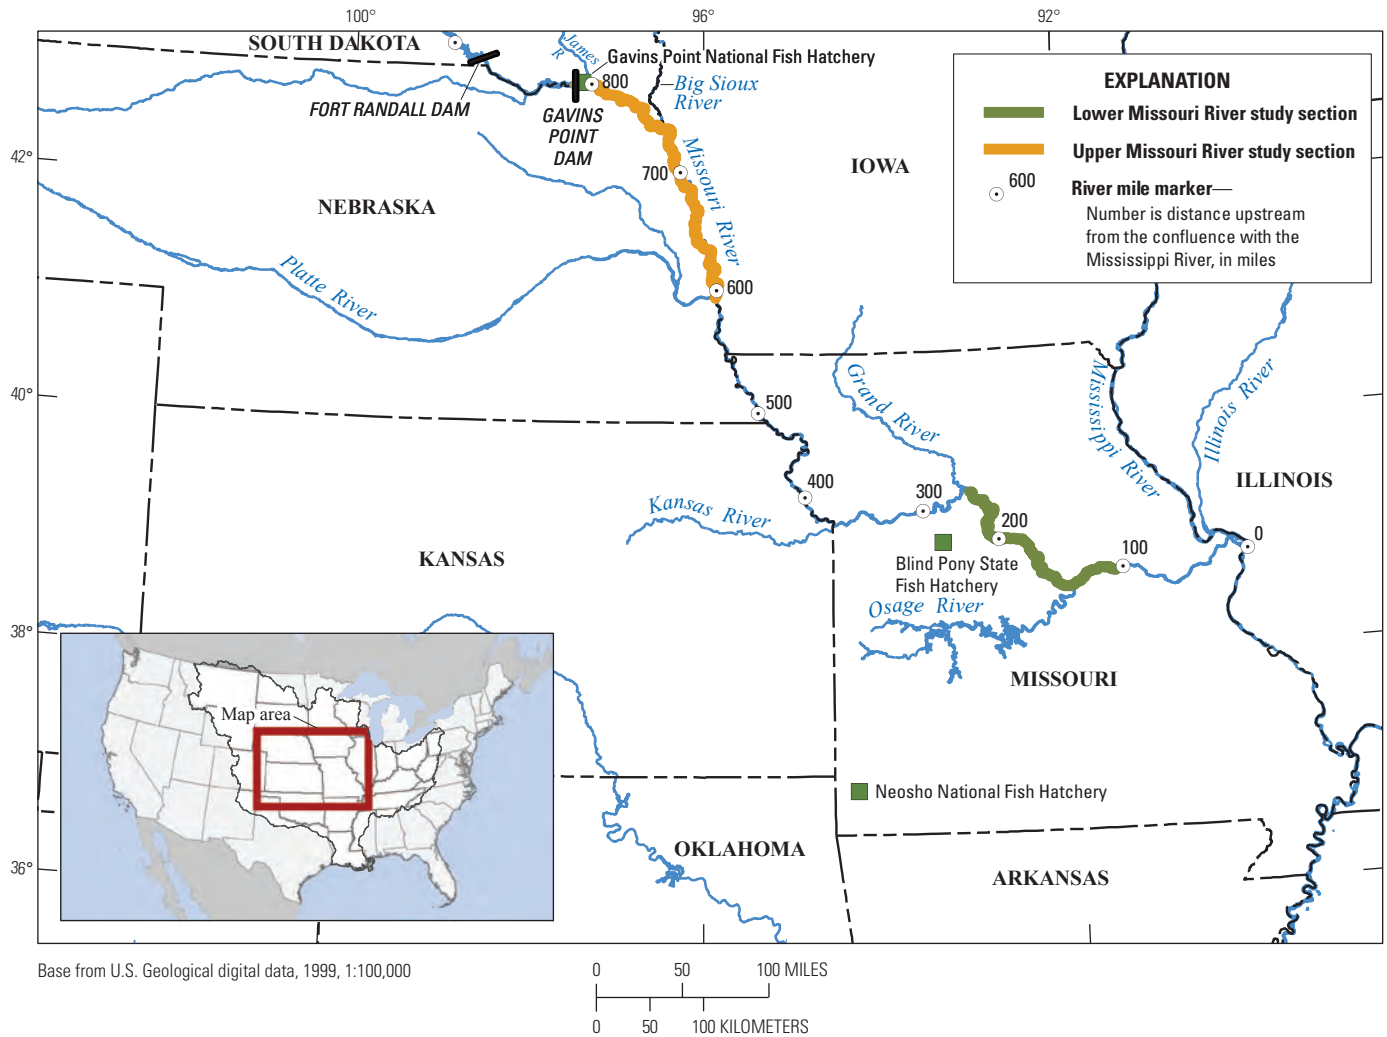 100°
96°
92°
SOUTH DAKOTA
James
R
Gavins Point National Fish Hatchery
800
Big Sioux
River
FORT RANDALL DAM
GAVINS
POINT
DAM
EXPLANATION
Lower Missouri River study section
Upper Missouri River study section
600
River mile marker—
Number is distance upstream
from the confluence with the
Mississippi River, in miles
42°
700
Missouri River
IOWA
NEBRASKA
Platte River
600
40°
500
Grand River
Mississippi River
Illinois River
ILLINOIS
400
300
Kansas River
200
0
100
KANSAS
Blind Pony State
Fish Hatchery
Osage River
38°
MISSOURI
Map area
Neosho National Fish Hatchery
OKLAHOMA
36°
ARKANSAS
Base from U.S. Geological digital data, 1999, 1:100,000
0 50 100 MILES
0 50 100 KILOMETERS